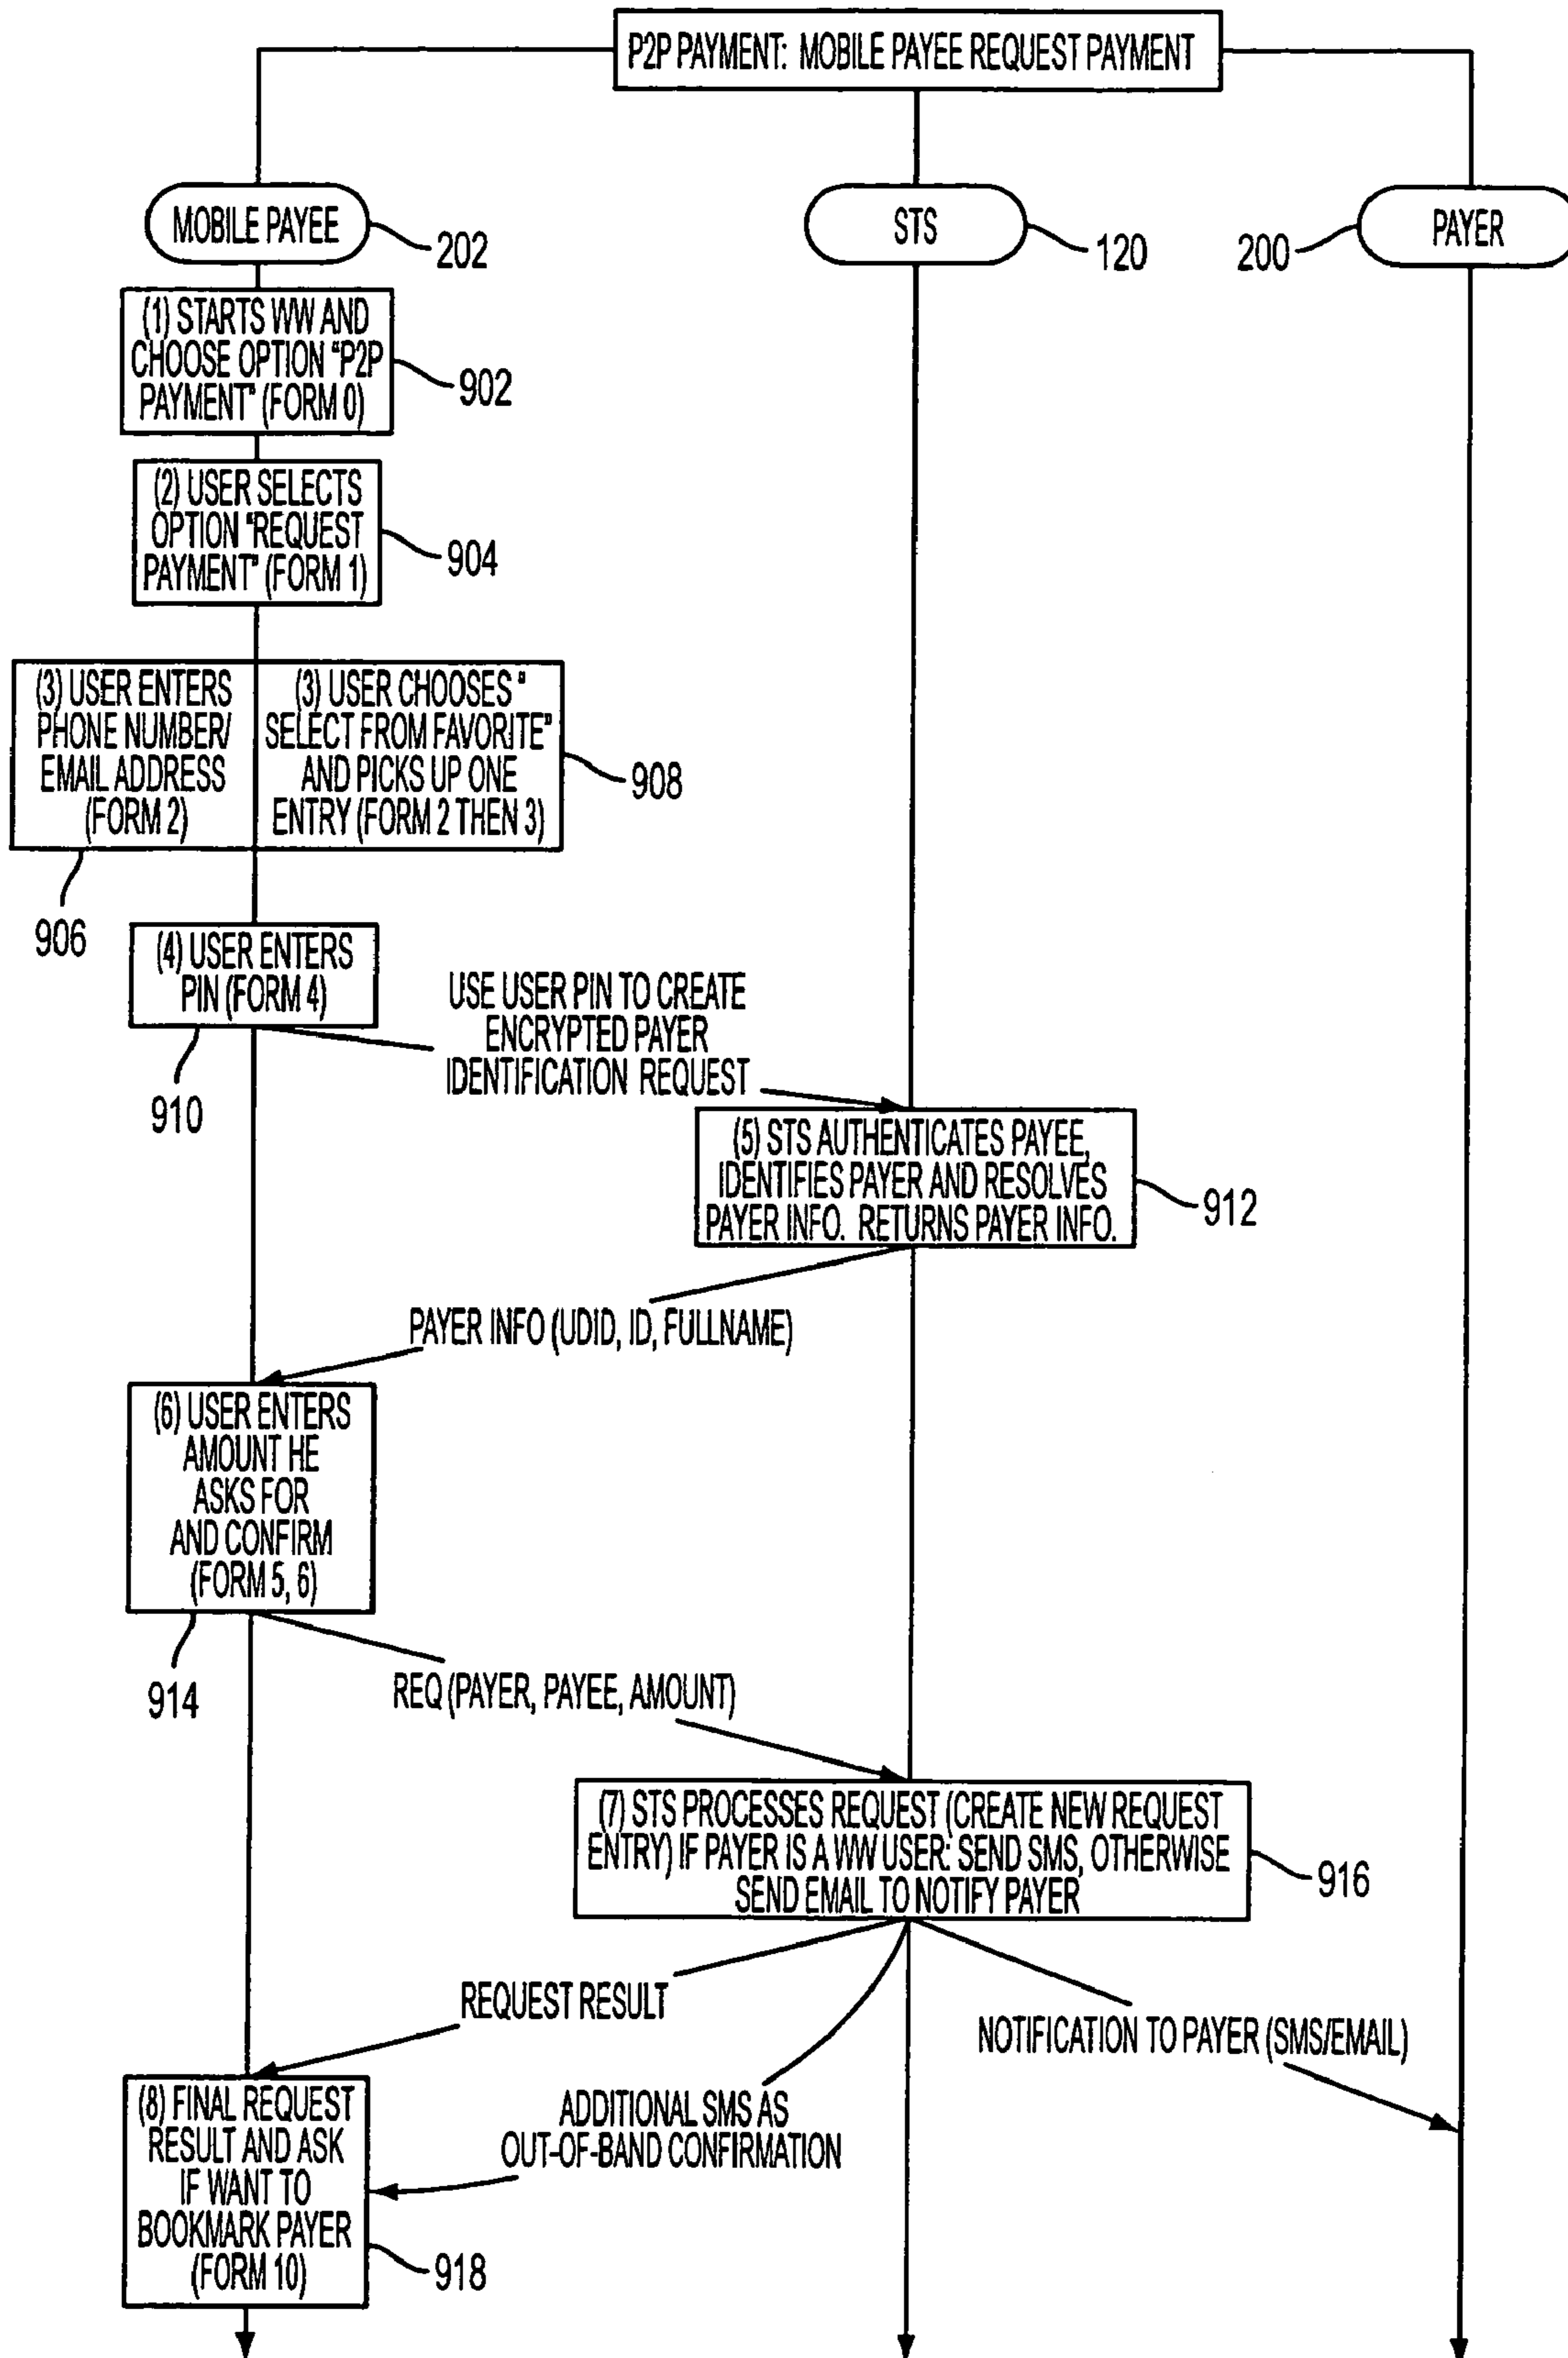 P2P PAYMENT: MOBILE PAYEE REQUEST PAYMENT
MOBILE PAYEE
202
STS
120
200
PAYER
(1) STARTS WW AND
CHOOSE OPTION "P2P
PAYMENT" (FORM 0)
902
(2) USER SELECTS
OPTION "REQUEST
PAYMENT" (FORM 1)
904
(3) USER ENTERS
PHONE NUMBER/
EMAIL ADDRESS
(FORM 2)
906
(3) USER CHOOSES "
SELECT FROM FAVORITE"
AND PICKS UP ONE
ENTRY (FORM 2 THEN 3)
908
(4) USER ENTERS
PIN (FORM 4)
910
USE USER PIN TO CREATE
ENCRYPTED PAYER
IDENTIFICATION REQUEST
(5) STS AUTHENTICATES PAYEE,
IDENTIFIES PAYER AND RESOLVES
PAYER INFO. RETURNS PAYER INFO.
912
PAYER INFO (UDID, ID, FULLNAME)
(6) USER ENTERS
AMOUNT HE
ASKS FOR
AND CONFIRM
(FORM 5, 6)
914
REQ (PAYER, PAYEE, AMOUNT)
(7) STS PROCESSES REQUEST (CREATE NEW REQUEST
ENTRY) IF PAYER IS A WW USER: SEND SMS, OTHERWISE
SEND EMAIL TO NOTIFY PAYER
916
REQUEST RESULT
NOTIFICATION TO PAYER (SMS/EMAIL)
ADDITIONAL SMS AS
OUT-OF-BAND CONFIRMATION
(8) FINAL REQUEST
RESULT AND ASK
IF WANT TO
BOOKMARK PAYER
(FORM 10)
918